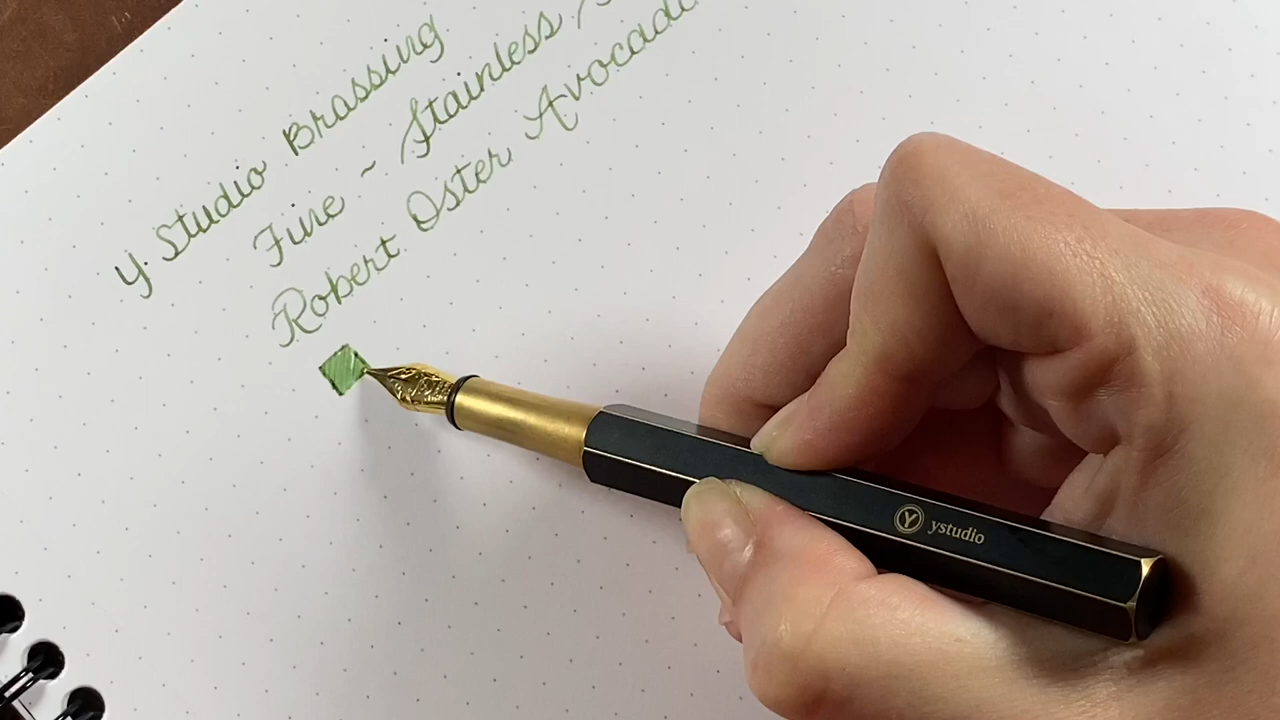 Y. Studio Brassing
Fine ~ Stainless
Robert Oster Avocado
Y ystudio